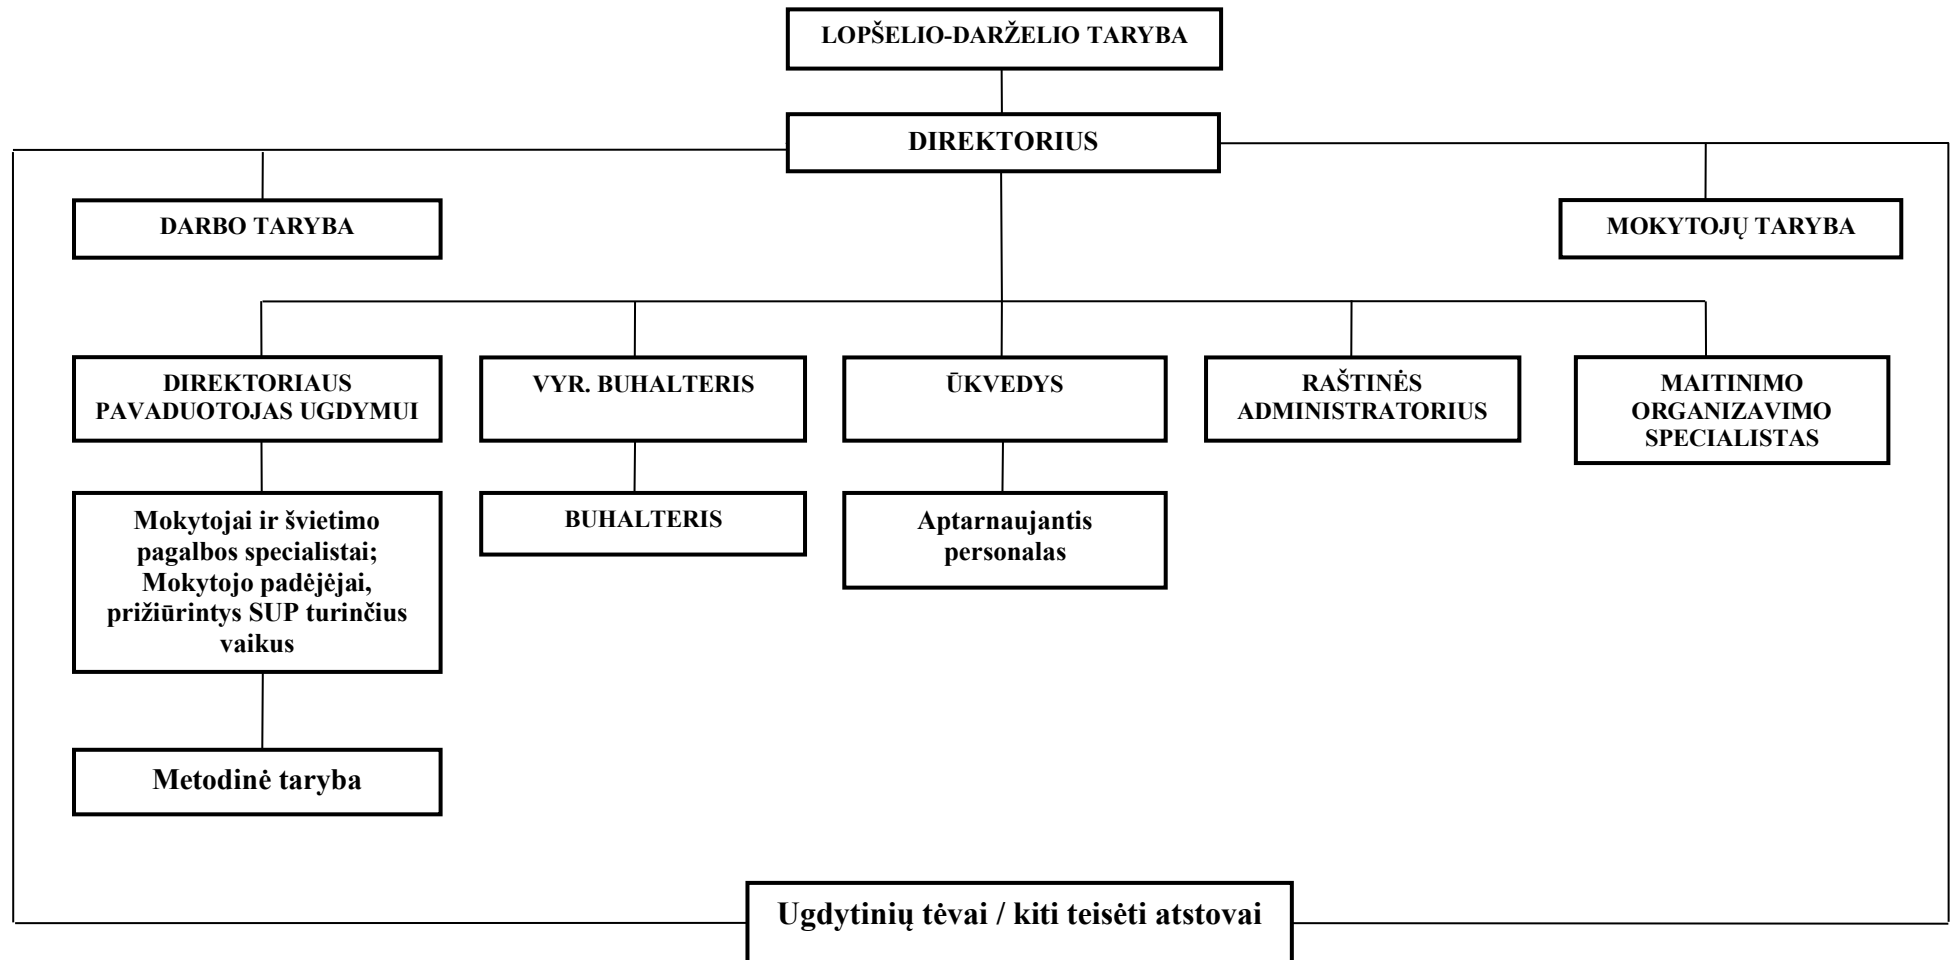 LOPŠELIO-DARŽELIO TARYBA
DIREKTORIUS
DARBO TARYBA
MOKYTOJŲ TARYBA
DIREKTORIAUS
PAVADUOTOJAS UGDYMUI
VYR. BUHALTERIS
ŪKVEDYS
RAŠTINĖS
ADMINISTRATORIUS
MAITINIMO
ORGANIZAVIMO
SPECIALISTAS
Mokytojai ir švietimo
pagalbos specialistai;
Mokytojo padėjėjai,
prižiūrintys SUP turinčius
vaikus
BUHALTERIS
Aptarnaujantis
personalas
Metodinė taryba
Ugdytinių tėvai / kiti teisėti atstovai